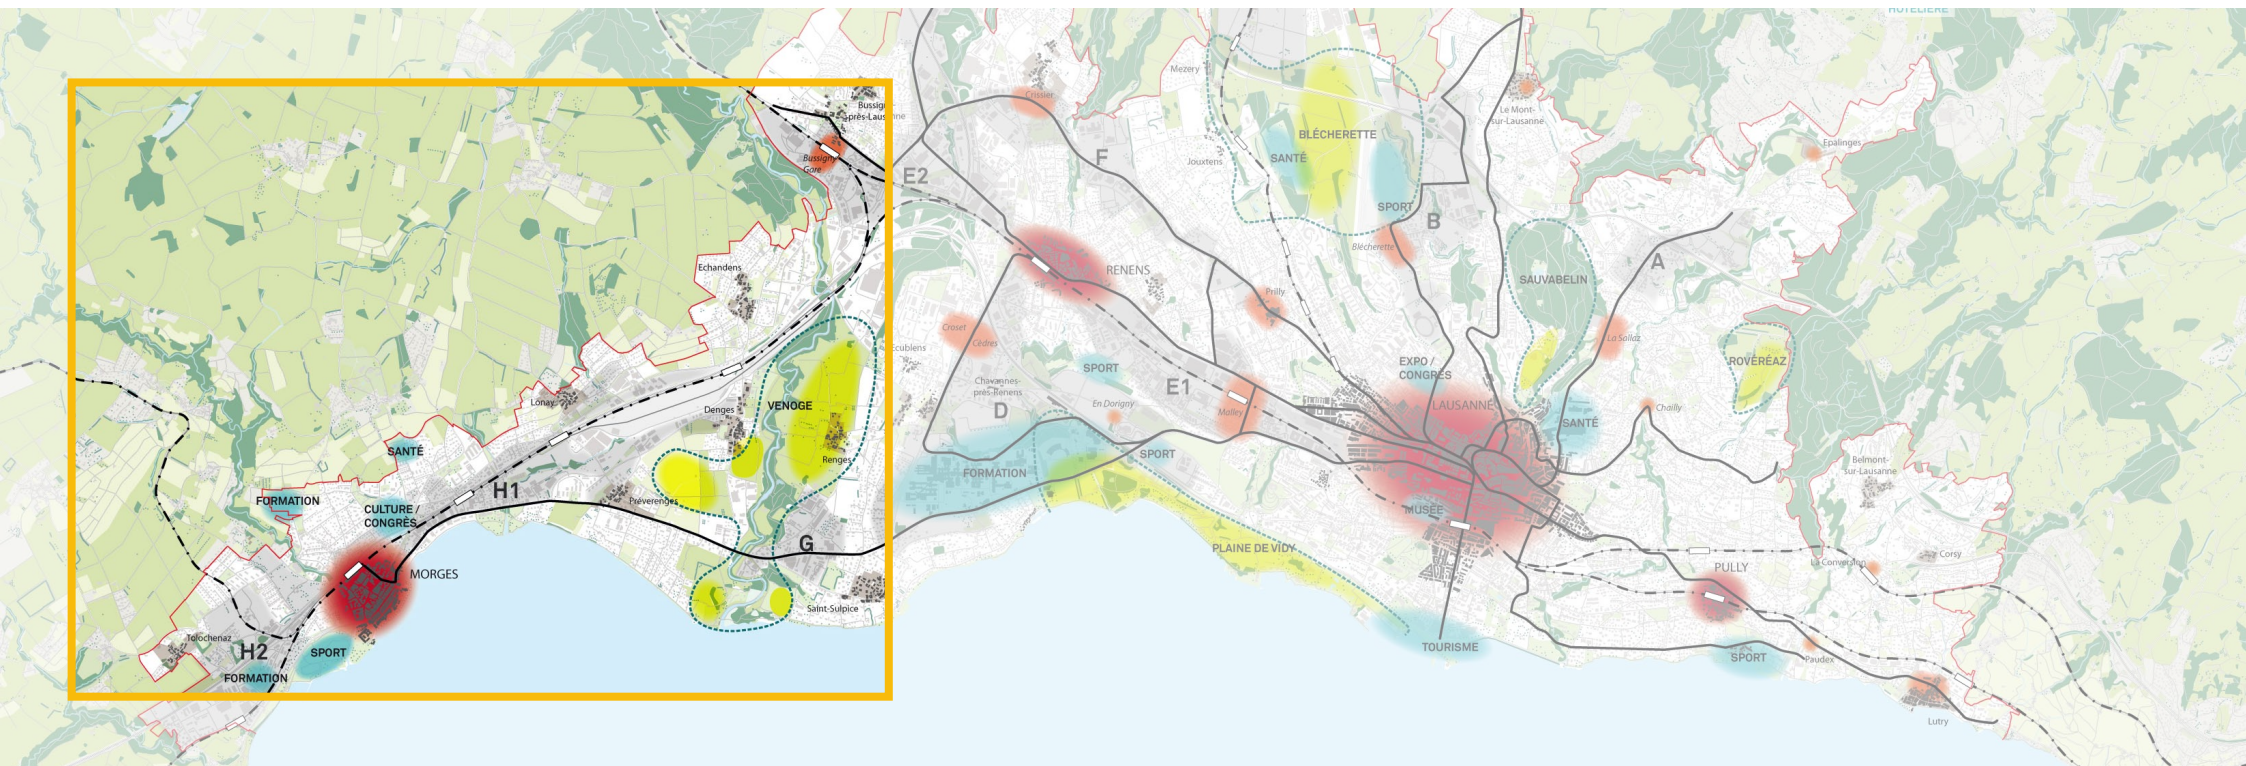 HÔTELIÈRE
Bussigny-
près-Lausanne
Bussigny
Gare
Echandens
Lonay
Denges
VENOGE
Renges
SANTÉ
FORMATION
CULTURE /
CONGRÈS
H1
Préverenges
G
MORGES
Saint-Sulpice
Tolochenaz
H2
SPORT
FORMATION
Mezery
Crissier
F
Jouxtens
E2
BLÉCHERETTE
SANTÉ
SPORT
B
Blécherette
Le Mont-
sur-Lausanne
Epalinges
RENENS
Prilly
SAUVABELIN
A
La Sallaz
ROVÉRÉAZ
Croset
Cèdres
Ecublens
Chavannes-
près-Renens
D
SPORT
En Dorigny
E1
Malley
EXPO /
CONGRÈS
LAUSANNE
SANTÉ
Chailly
FORMATION
SPORT
MUSÉE
PLAINE DE VIDY
TOURISME
Belmont-
sur-Lausanne
Corsy
La Conversion
PULLY
SPORT
Paudex
Lutry